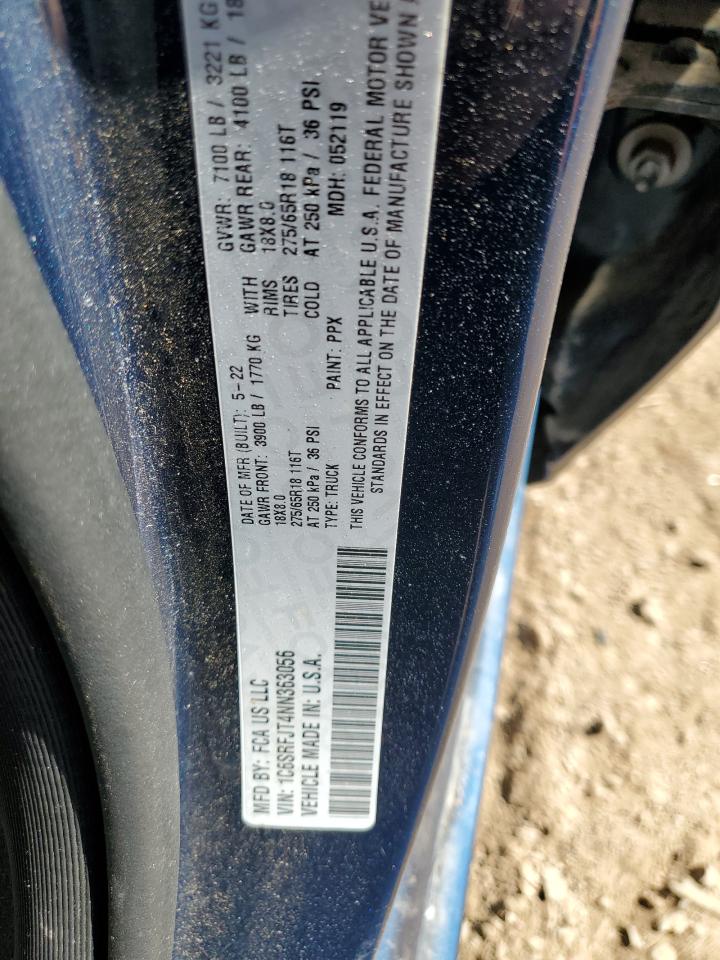 MFD BY: FCA US LLC
DATE OF MFR (BUILT): 5-22
GVWR: 7100 LB / 3221 KG
GAWR FRONT: 3900 LB / 1770 KG
WITH
GAWR REAR: 4100 LB / 18
18X8.0
RIMS
18X8.0
275/65R18 116T
TIRES
275/65R18 116T
AT 250 kPa / 36 PSI
COLD
AT 250 kPa / 36 PSI
VIN: 1C6SRFJT4NN363056
TYPE: TRUCK
PAINT: PPX
MDH: 052119
VEHICLE MADE IN: U.S.A.
THIS VEHICLE CONFORMS TO ALL APPLICABLE U.S.A. FEDERAL MOTOR VE
STANDARDS IN EFFECT ON THE DATE OF MANUFACTURE SHOWN A